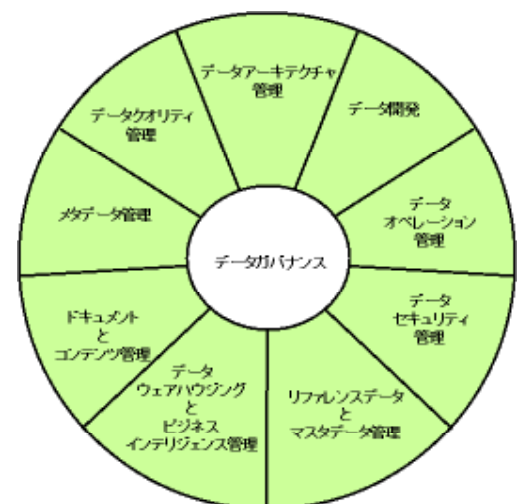 データアーキテクチャ
管理
データ開発
データ
オペレーション
管理
データ
セキュリティ
管理
リファレンスデータ
と
マスタデータ管理
データ
ウェアハウジング
と
ビジネス
インテリジェンス管理
ドキュメント
と
コンテンツ管理
メタデータ管理
データクオリティ
管理
データガバナンス